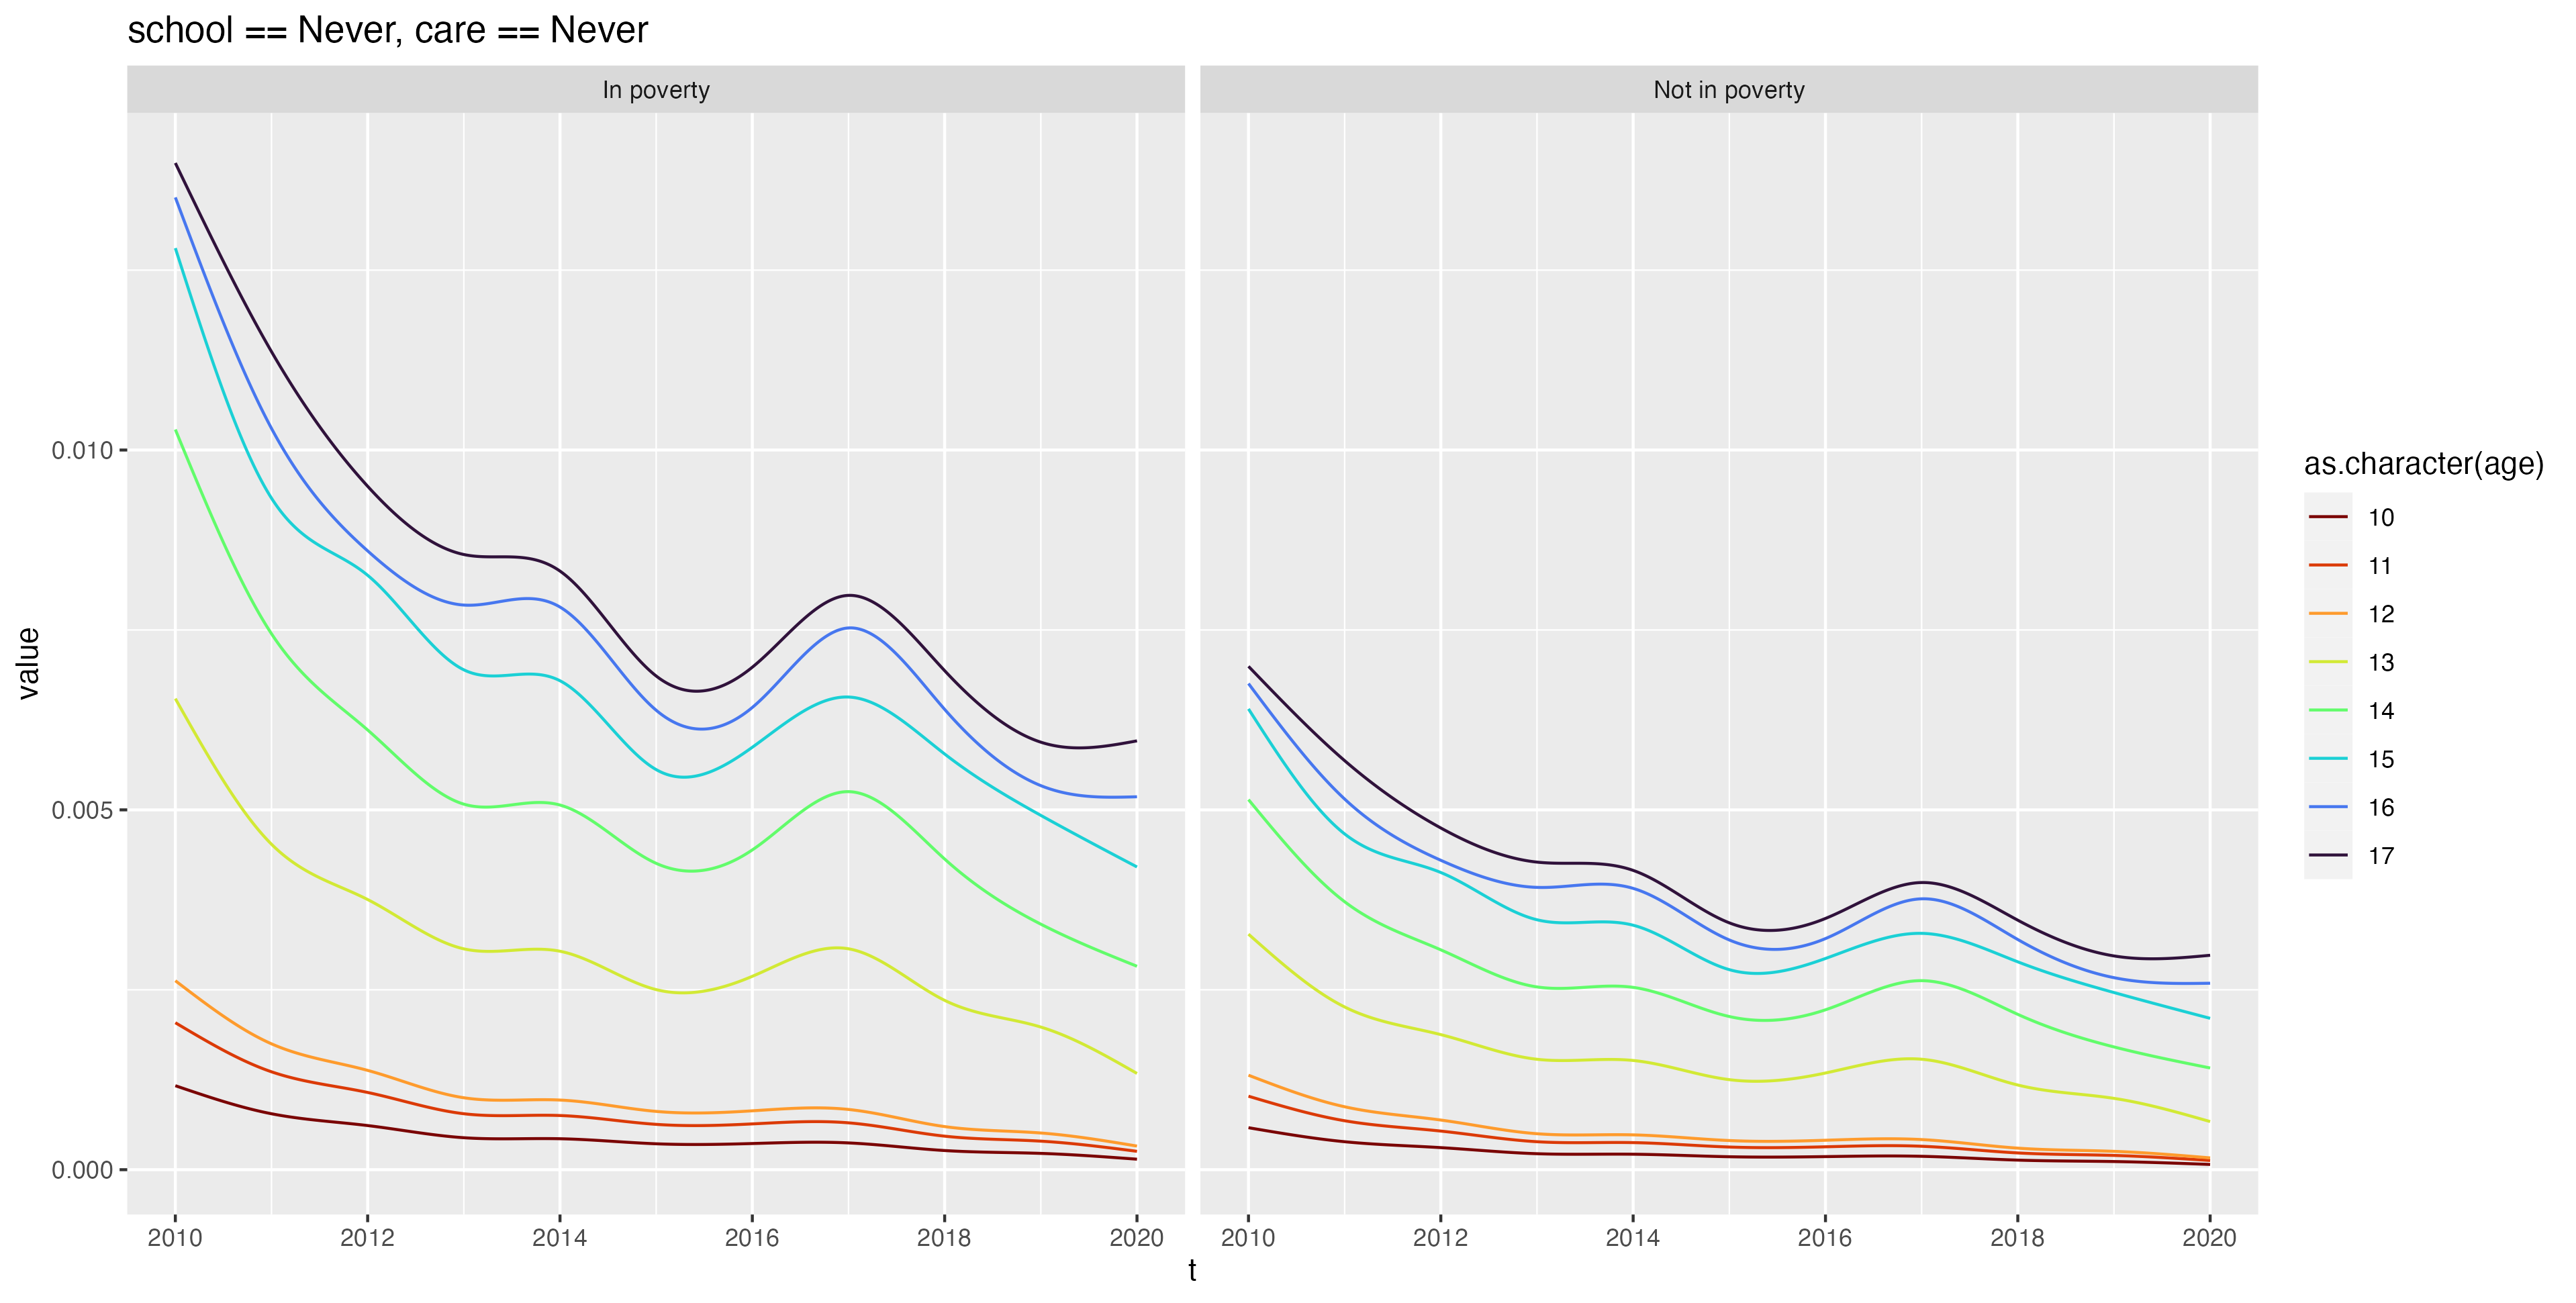 school == Never, care == Never
In poverty
Not in poverty
value
0.010
0.005
0.000
2010 2012 2014 2016 2018 2020
2010 2012 2014 2016 2018 2020
t
as.character(age)
10
11
12
13
14
15
16
17